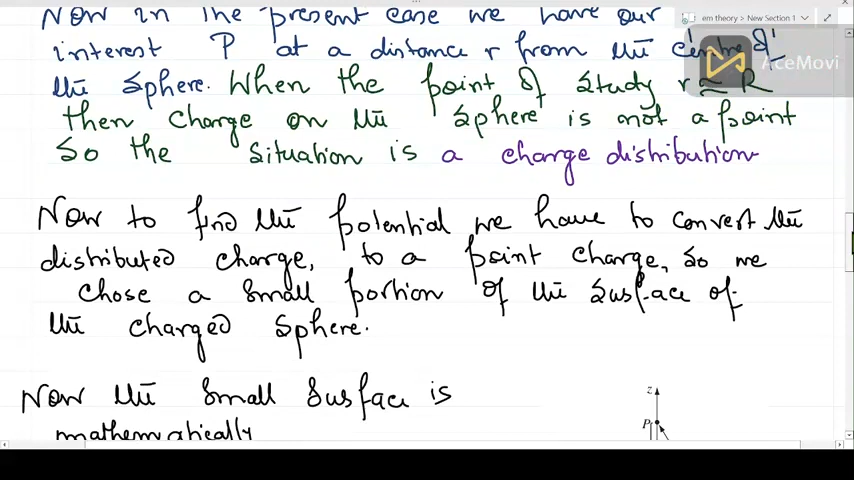 em theory > New Section 1
AceMovi
Now in the present case we have our
interest P at a distance r from the centre of
the sphere. When the point of study r ≈ R
then charge on the sphere is not a point
so the situation is a charge distribution
Now to find the potential we have to convert the
distributed charge, to a point charge, so we
chose a small portion of the surface of
the charged sphere.
Now the small surface is
mathematically
z
P